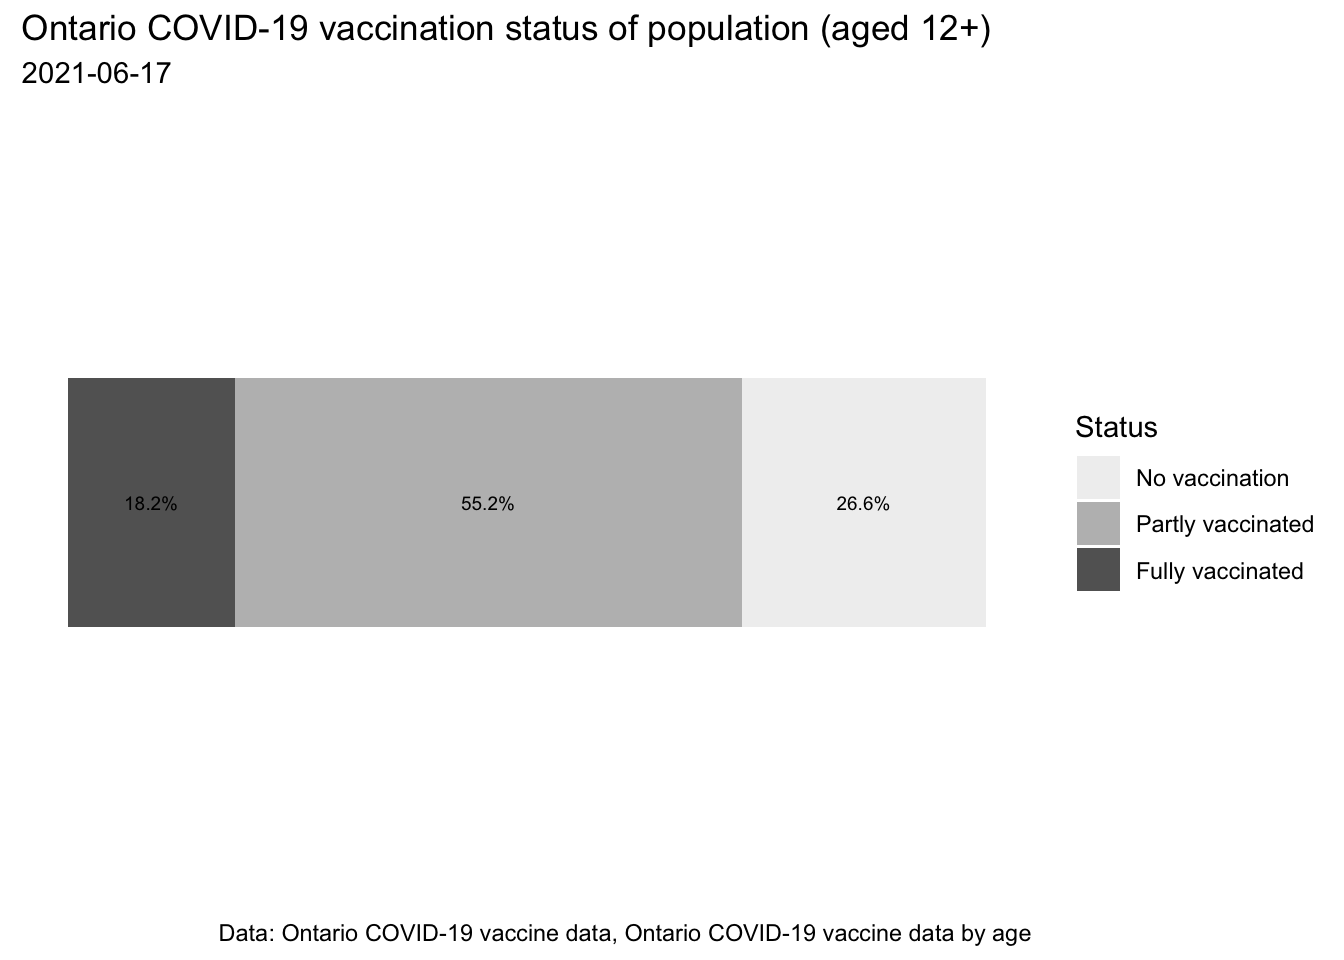 Ontario COVID-19 vaccination status of population (aged 12+)
2021-06-17
18.2%
55.2%
26.6%
Status
No vaccination
Partly vaccinated
Fully vaccinated
Data: Ontario COVID-19 vaccine data, Ontario COVID-19 vaccine data by age